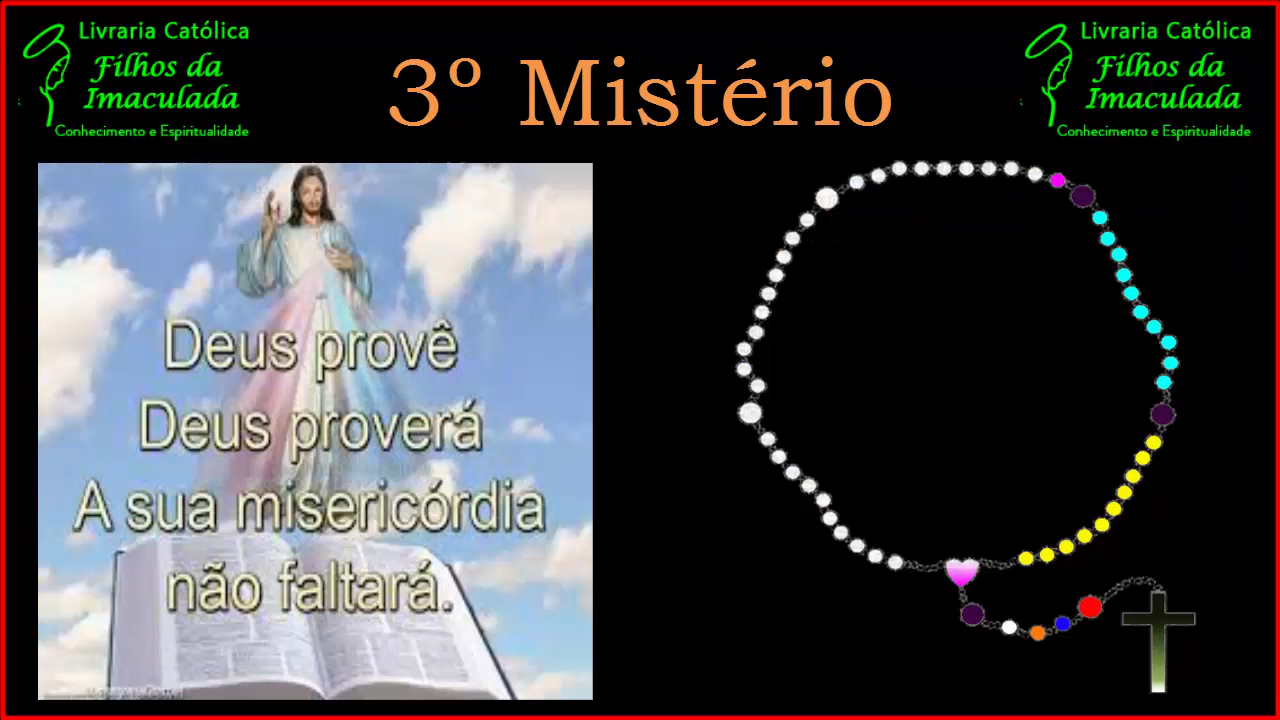 Livraria Católica
Filhos da
Imaculada
Conhecimento e Espiritualidade
3º Mistério
Livraria Católica
Filhos da
Imaculada
Conhecimento e Espiritualidade
Deus provê
Deus proverá
A sua misericórdia
não faltará.